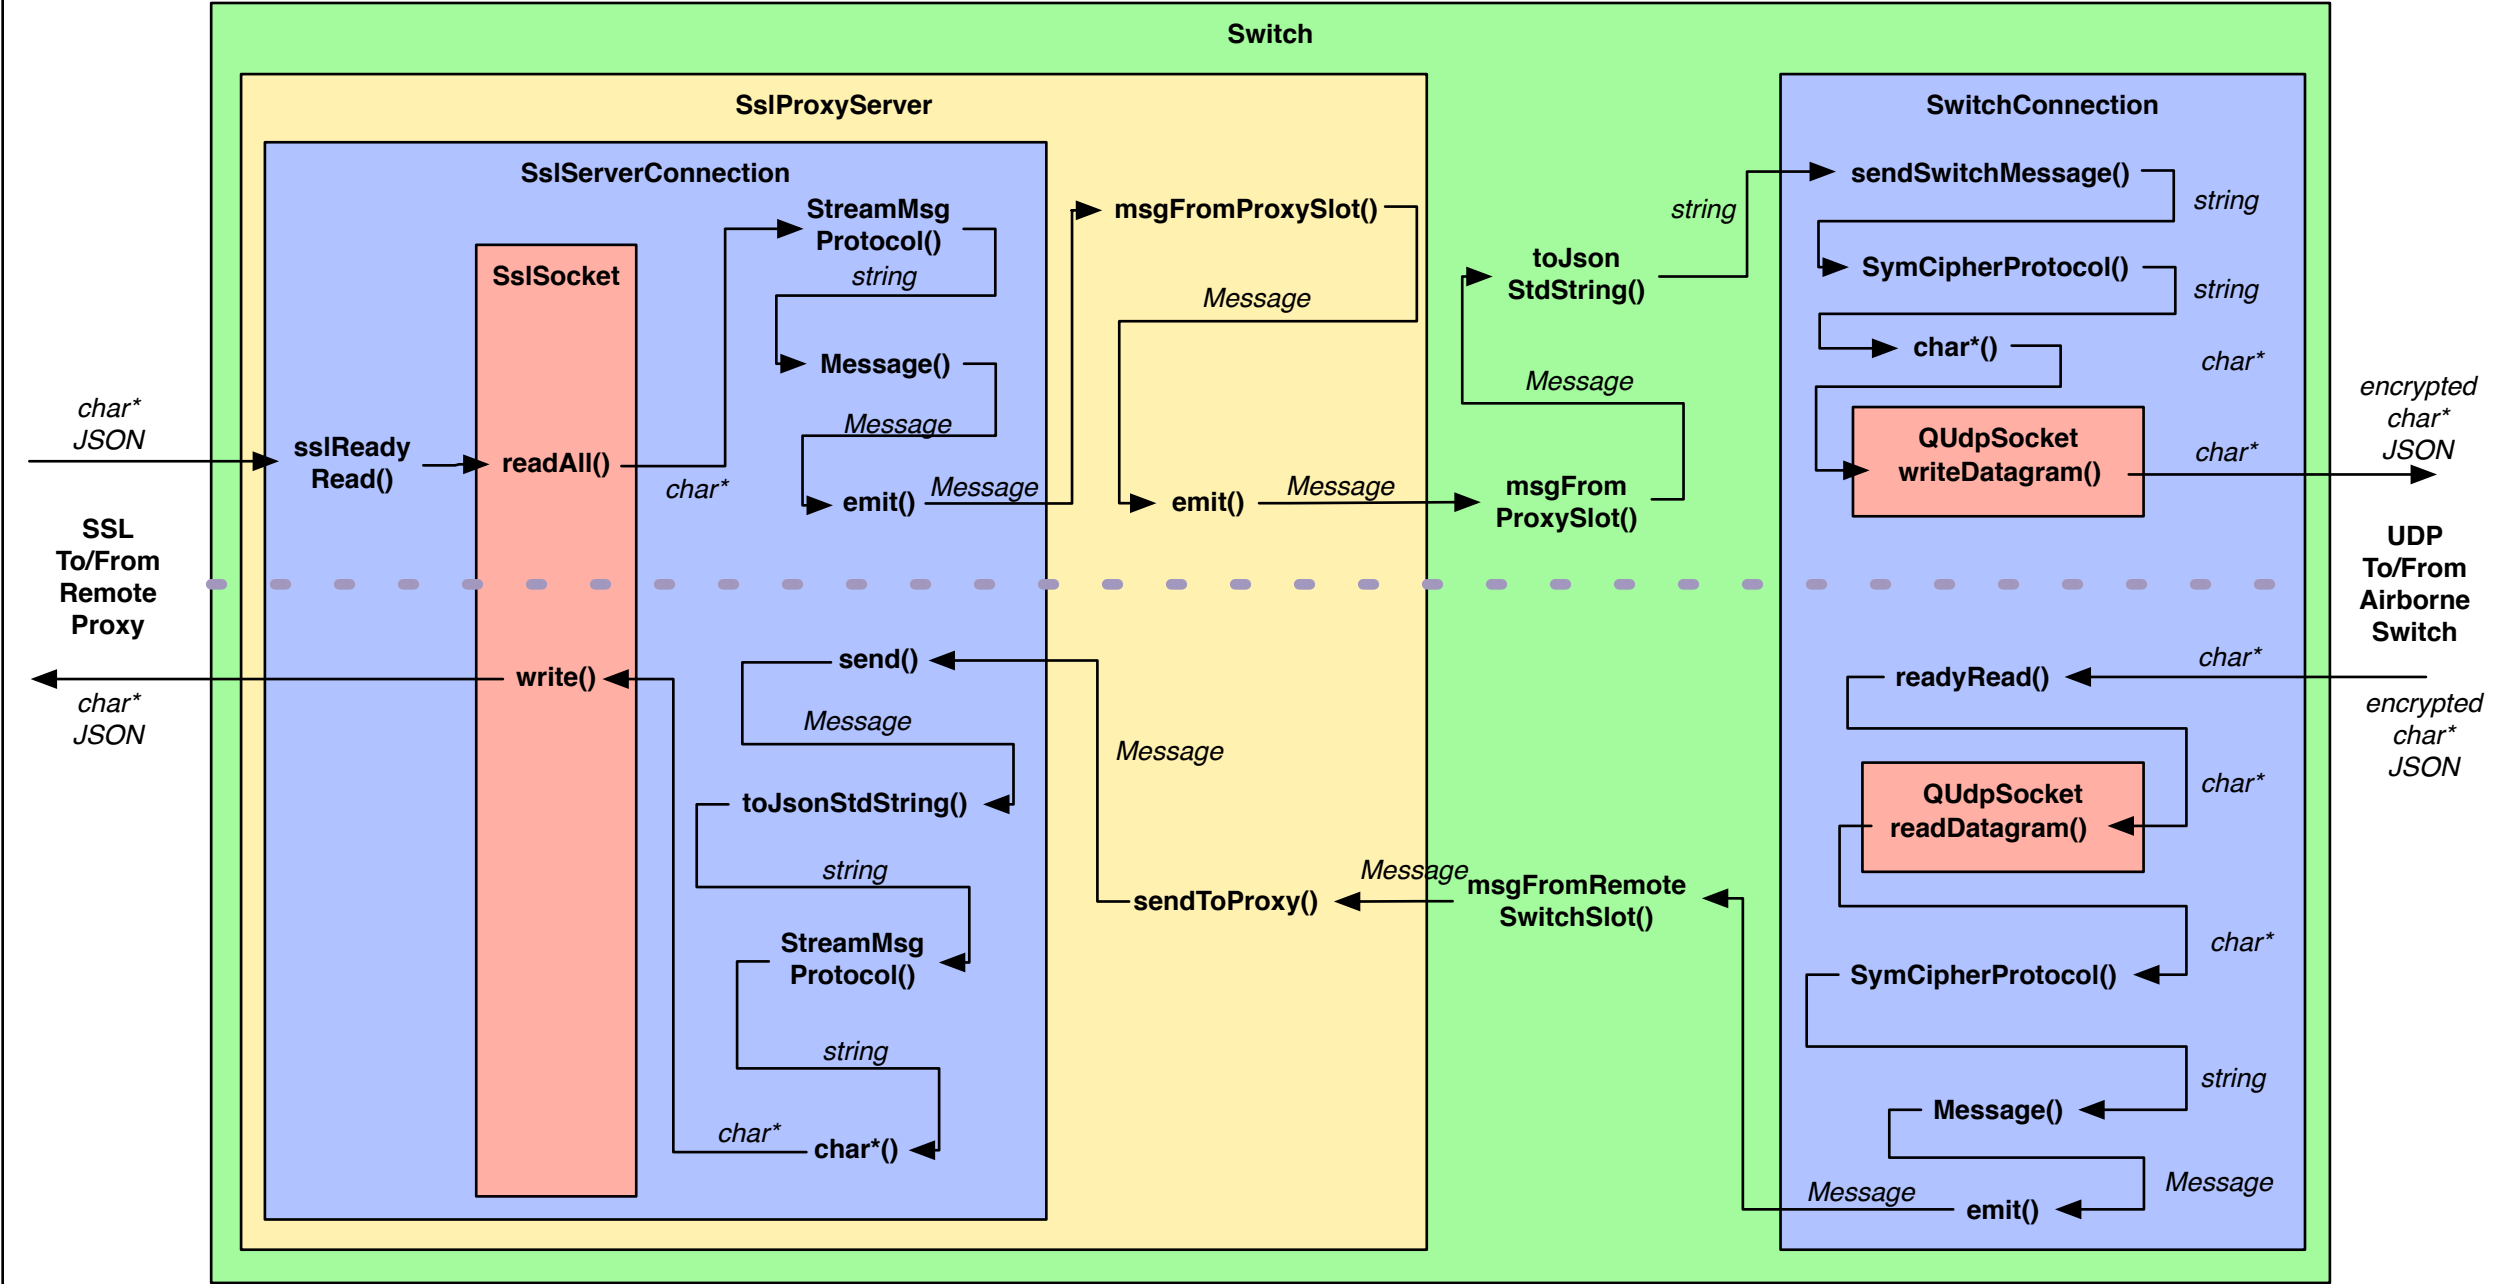 Switch
SslProxyServer
SwitchConnection
SslServerConnection
sendSwitchMessage()
string
StreamMsg
Protocol()
string
msgFromProxySlot()
Message
string
toJson
StdString()
SymCipherProtocol()
string
SslSocket
Message()
Message
Message
char*()
char*
char*
JSON
sslReady
Read()
readAll()
char*
emit()
Message
emit()
Message
msgFrom
ProxySlot()
QUdpSocket
writeDatagram()
char*
encrypted
char*
JSON
SSL
To/From
Remote
Proxy
UDP
To/From
Airborne
Switch
write()
char*
JSON
send()
Message
Message
readyRead()
char*
encrypted
char*
JSON
toJsonStdString()
string
char*
QUdpSocket
readDatagram()
sendToProxy()
Message
msgFromRemote
SwitchSlot()
char*
StreamMsg
Protocol()
string
SymCipherProtocol()
string
char*
char*()
Message()
Message
Message
emit()